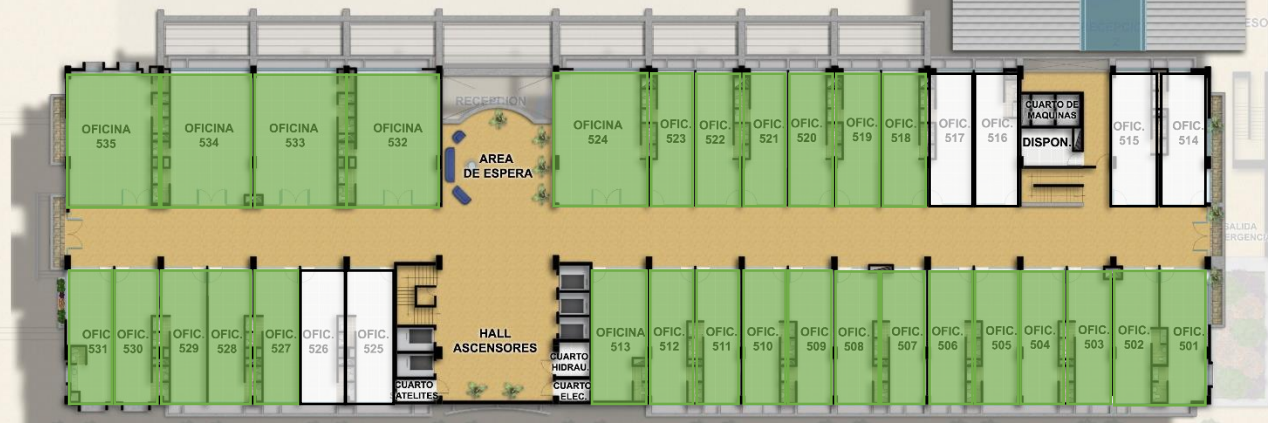 RECEPCION
RECEPTION
OFICINA
535
OFICINA
534
OFICINA
533
OFICINA
532
AREA
DE ESPERA
OFICINA
524
OFIC.
523
OFIC.
522
OFIC.
521
OFIC.
520
OFIC.
519
OFIC.
518
OFIC.
517
OFIC.
516
CUARTO DE
MAQUINAS
DISPON.
OFIC.
515
OFIC.
514
SALIDA
OFIC
531
OFIC.
530
OFIC.
529
OFIC.
528
OFIC.
527
OFIC.
526
OFIC.
525
CUARTO
HALL
ASCENSORES
CUARTO
HIDRAU.
CUARTO
ELEC.
OFICINA
513
OFIC.
512
OFIC.
511
OFIC.
510
OFIC.
509
OFIC.
508
OFIC.
507
OFIC.
506
OFIC.
505
OFIC.
504
OFIC.
503
OFIC.
502
OFIC.
501